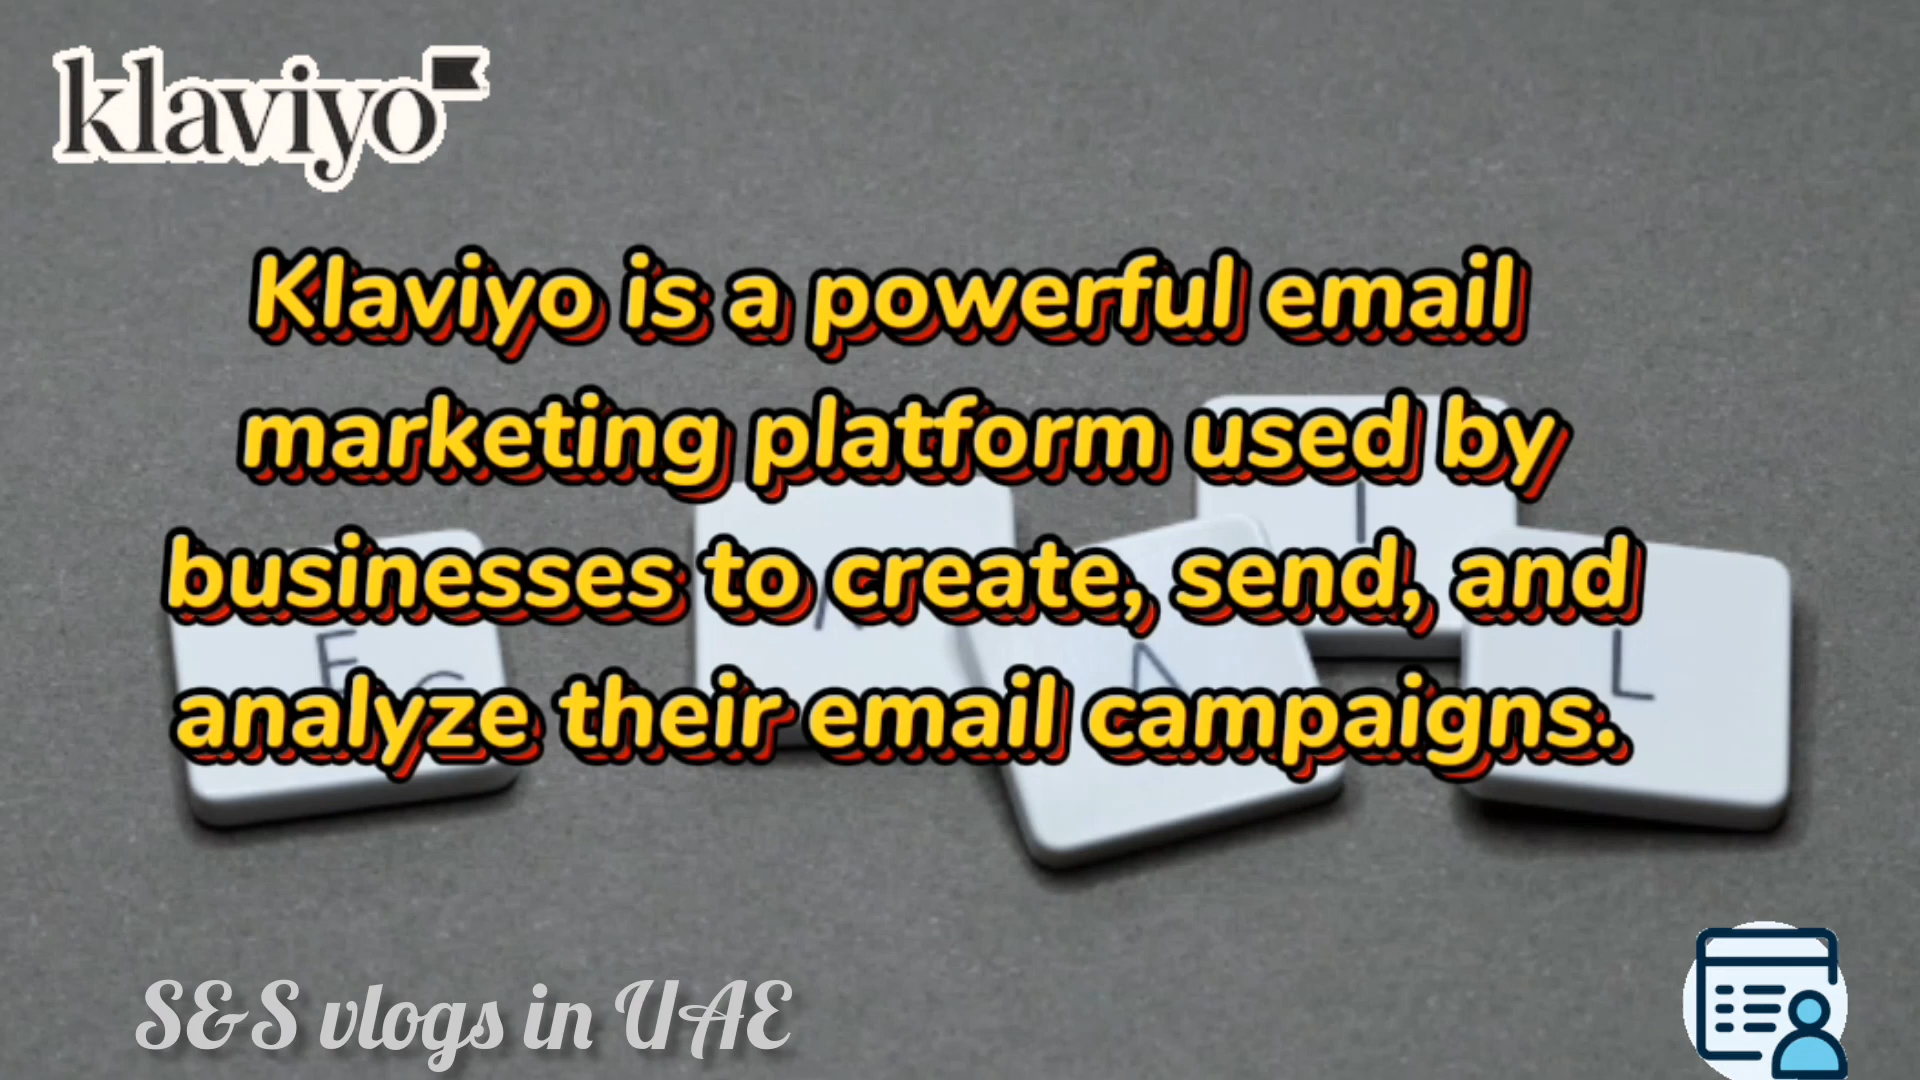 klaviyo
Klaviyo is a powerful email
marketing platform used by
businesses to create, send, and
analyze their email campaigns.
E
A
I
L
S&S vlogs in UAE